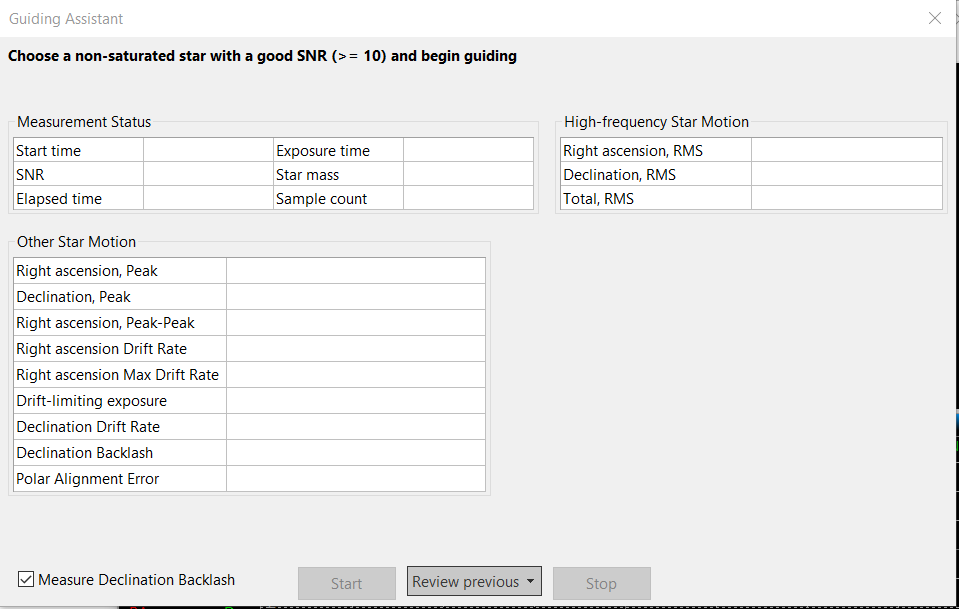 Guiding Assistant
Choose a non-saturated star with a good SNR (>= 10) and begin guiding
Measurement Status
Start time Exposure time
SNR Star mass
Elapsed time Sample count
High-frequency Star Motion
Right ascension, RMS
Declination, RMS
Total, RMS
Other Star Motion
Right ascension, Peak
Declination, Peak
Right ascension, Peak-Peak
Right ascension Drift Rate
Right ascension Max Drift Rate
Drift-limiting exposure
Declination Drift Rate
Declination Backlash
Polar Alignment Error
Measure Declination Backlash Start Review previous Stop